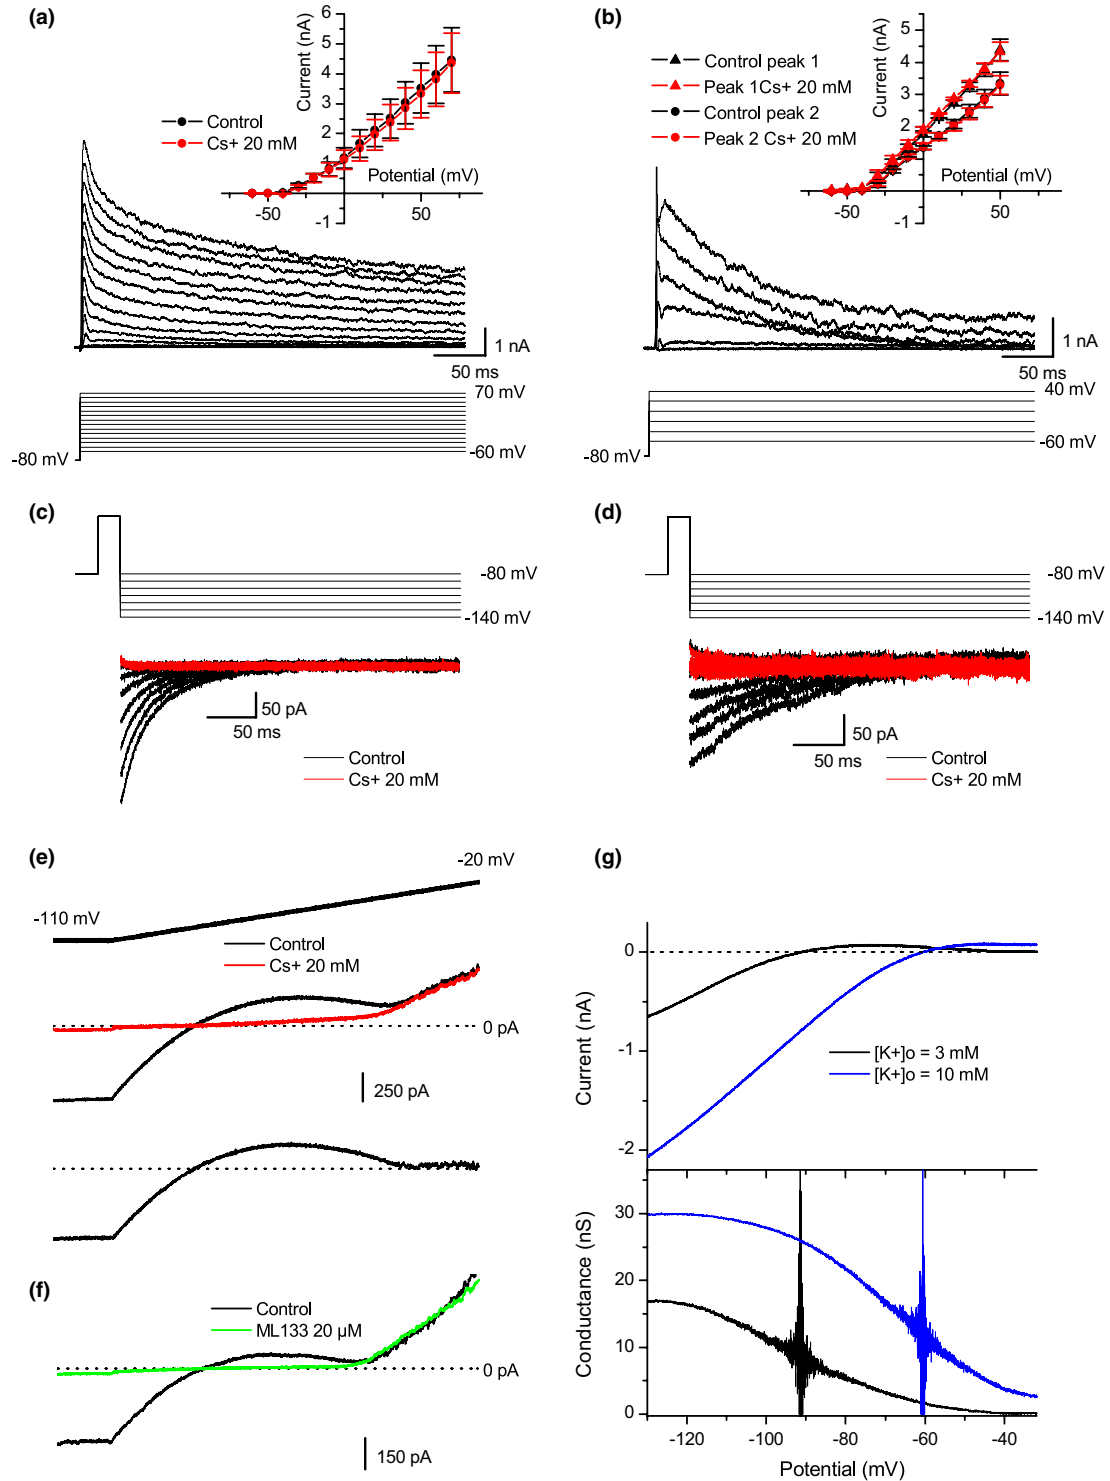 (a)
Current (nA)
6
5
4
3
2
1
-1
-50
50
Potential (mV)
Control
Cs+ 20 mM
1 nA
50 ms
70 mV
-60 mV
-80 mV
(b)
Control peak 1
Peak 1Cs+ 20 mM
Control peak 2
Peak 2 Cs+ 20 mM
Current (nA)
6
5
4
3
2
1
-1
-50
50
Potential (mV)
1 nA
50 ms
40 mV
-60 mV
-80 mV
(c)
-80 mV
-140 mV
50 pA
50 ms
Control
Cs+ 20 mM
(d)
-80 mV
-140 mV
50 pA
50 ms
Control
Cs+ 20 mM
(e)
-20 mV
-110 mV
Control
Cs+ 20 mM
0 pA
250 pA
(f)
Control
ML133 20 µM
0 pA
150 pA
(g)
Current (nA)
0
-1
-2
[K+]o = 3 mM
[K+]o = 10 mM
Conductance (nS)
30
20
10
0
-120
-100
-80
-60
-40
Potential (mV)